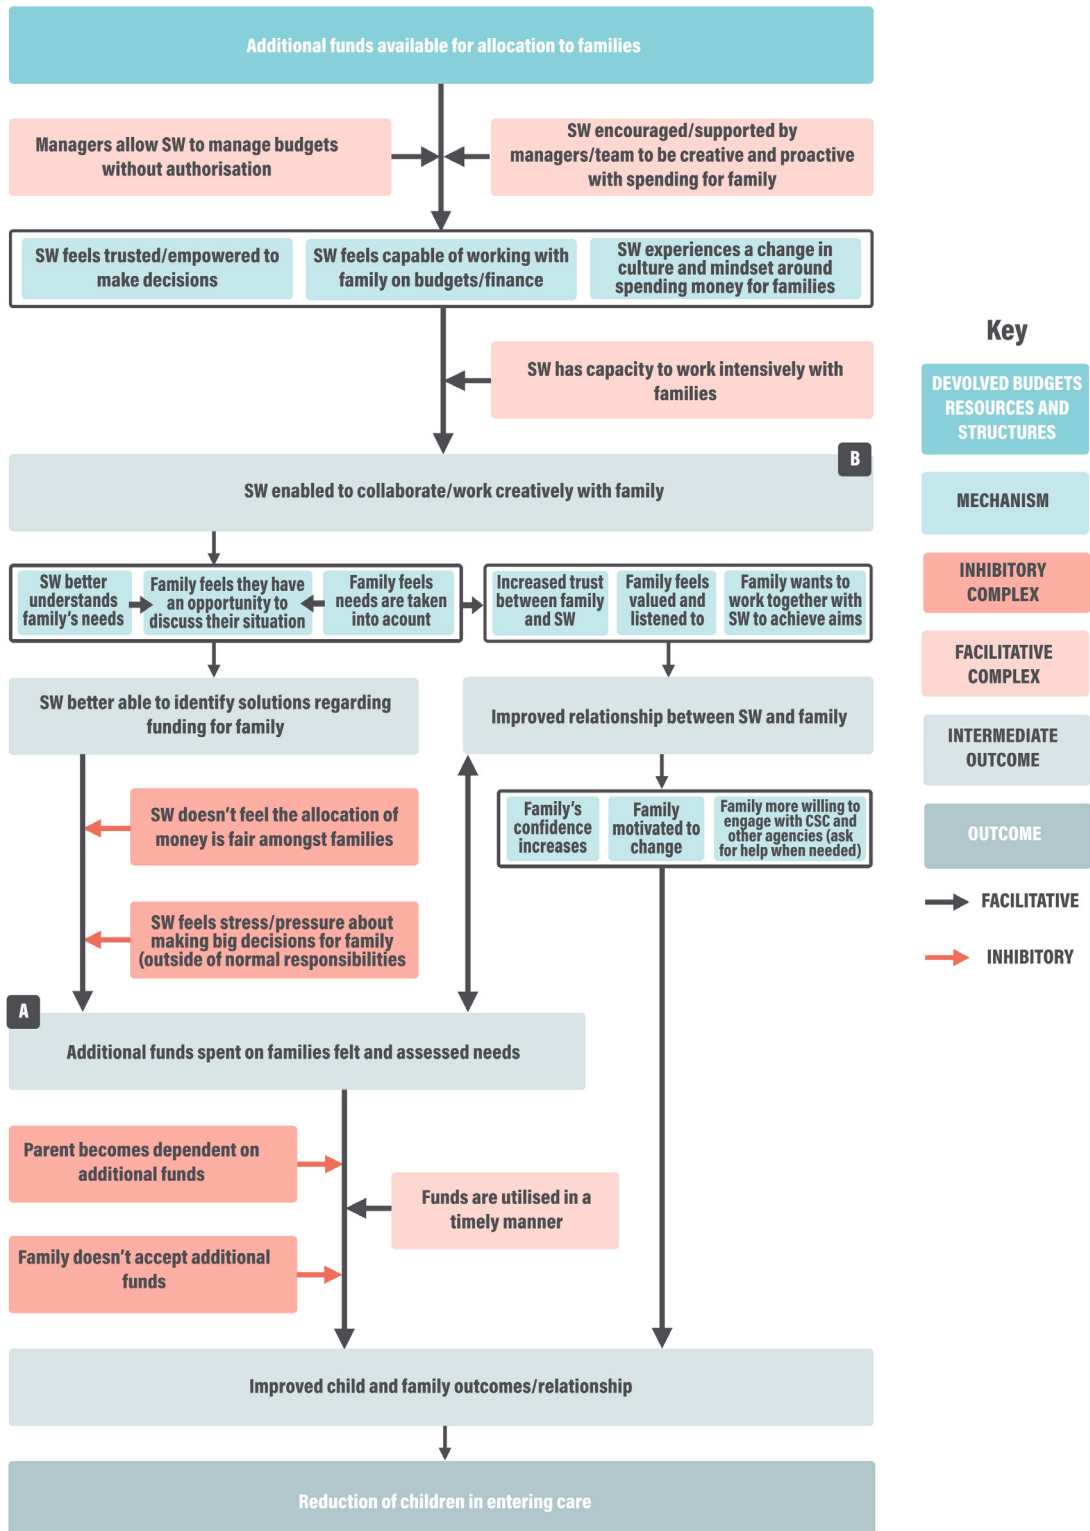 Additional funds available for allocation to families
Managers allow SW to manage budgets
without authorisation
SW encouraged/supported by
managers/team to be creative and proactive
with spending for family
SW feels trusted/empowered to
make decisions
SW feels capable of working with
family on budgets/finance
SW experiences a change in
culture and mindset around
spending money for families
SW has capacity to work intensively with
families
B
SW enabled to collaborate/work creatively with family
SW better
understands
family's needs
Family feels they have
an opportunity to
discuss their situation
Family feels
needs are taken
into acount
Increased trust
between family
and SW
Family feels
valued and
listened to
Family wants to
work together with
SW to achieve aims
SW better able to identify solutions regarding
funding for family
Improved relationship between SW and family
SW doesn't feel the allocation of
money is fair amongst families
Family's
confidence
increases
Family
motivated to
change
Family more willing to
engage with CSC and
other agencies (ask
for help when needed)
SW feels stress/pressure about
making big decisions for family
(outside of normal responsibilities
A
Additional funds spent on families felt and assessed needs
Parent becomes dependent on
additional funds
Funds are utilised in a
timely manner
Family doesn't accept additional
funds
Improved child and family outcomes/relationship
Reduction of children in entering care
Key
DEVOLVED BUDGETS
RESOURCES AND
STRUCTURES
MECHANISM
INHIBITORY
COMPLEX
FACILITATIVE
COMPLEX
INTERMEDIATE
OUTCOME
OUTCOME
FACILITATIVE
INHIBITORY